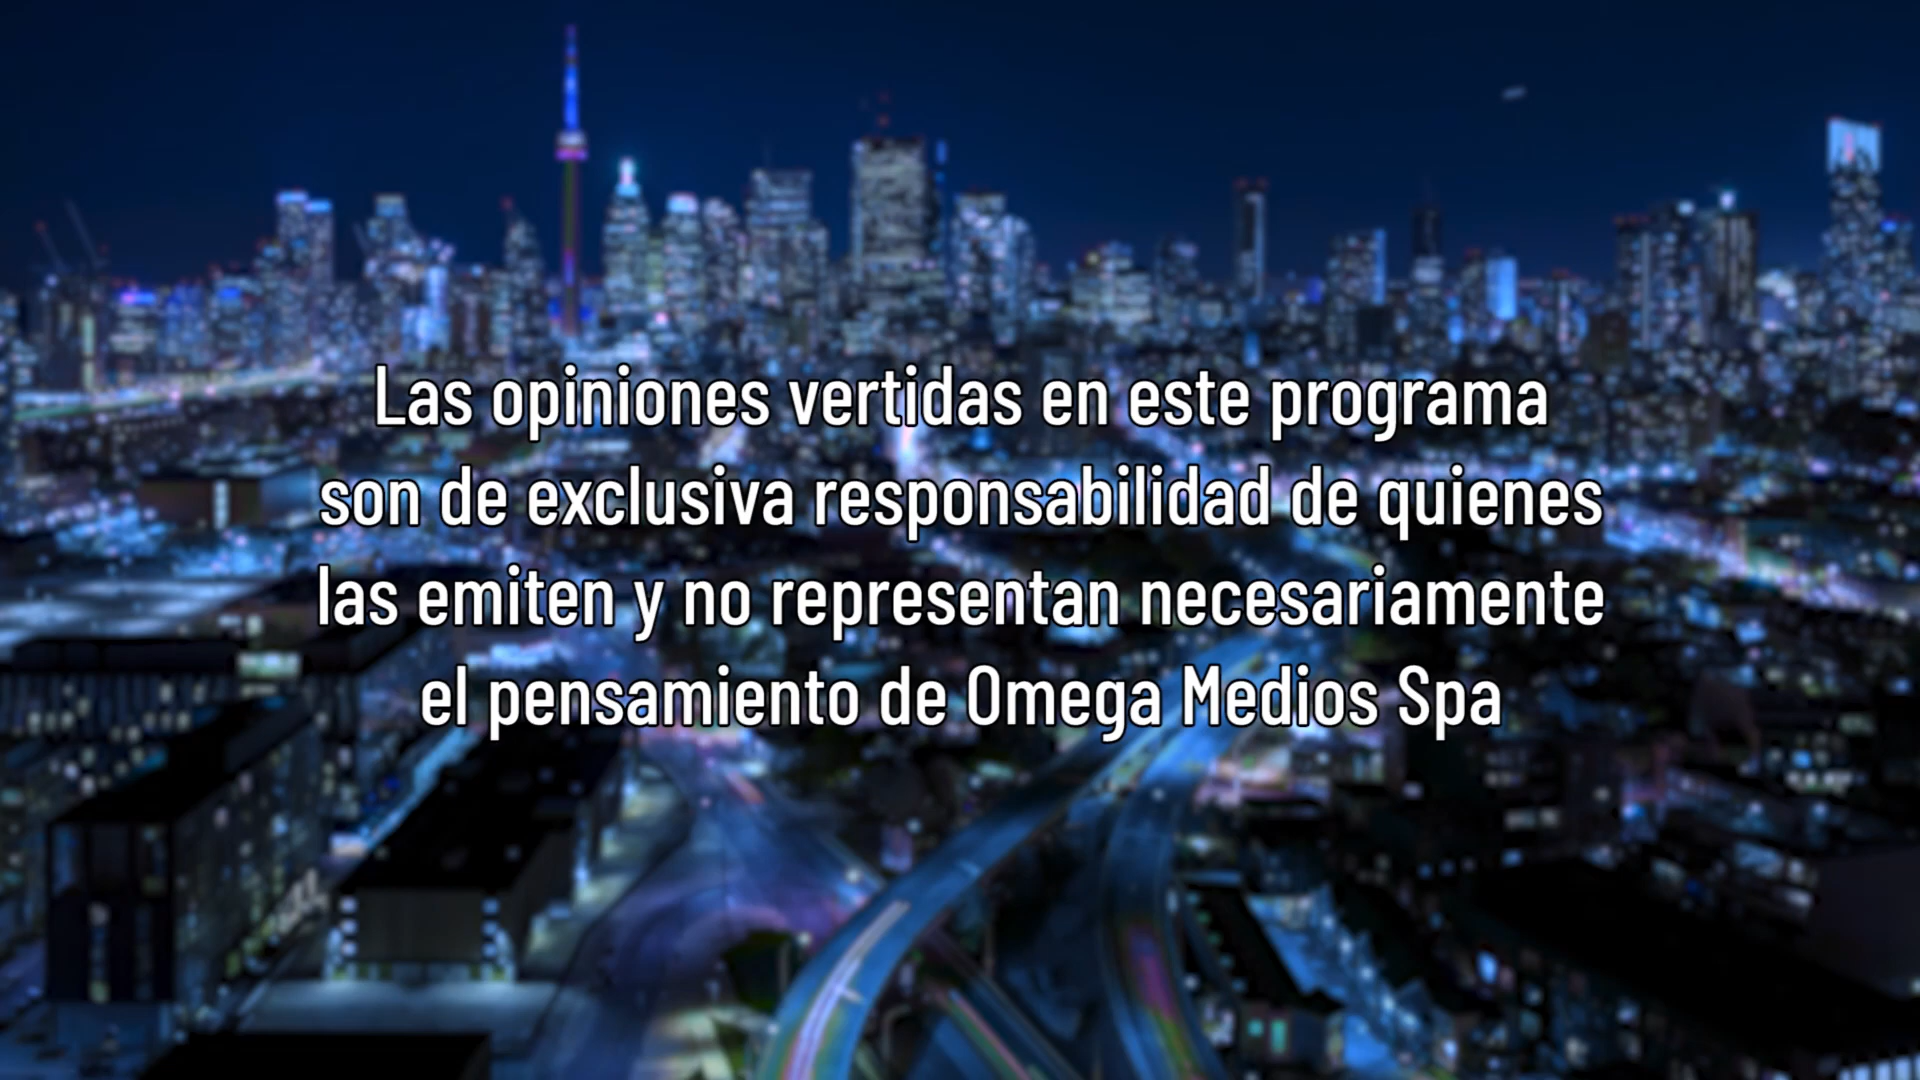 Las opiniones vertidas en este programa
son de exclusiva responsabilidad de quienes
las emiten y no representan necesariamente
el pensamiento de Omega Medios Spa